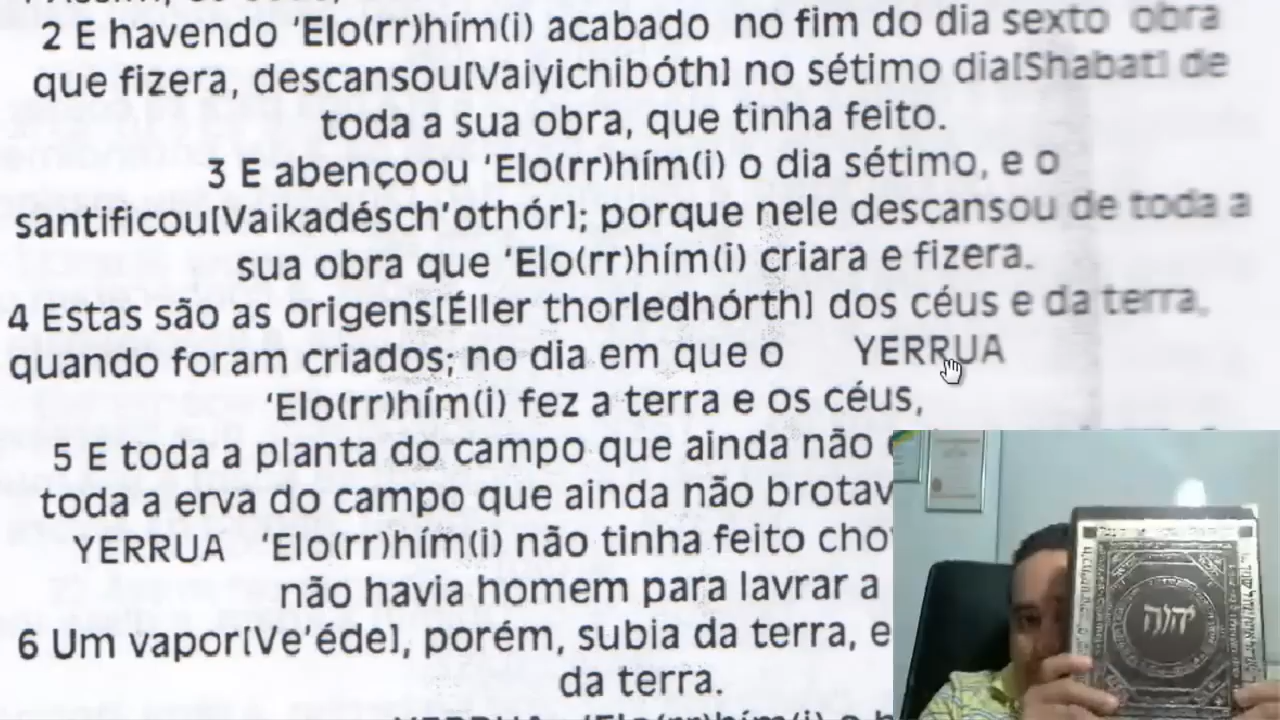 2 E havendo 'Elo(rr)hím(i) acabado no fim do dia sexto obra
que fizera, descansou[Vaiyichibóth] no sétimo dia[Shabat] de
toda a sua obra, que tinha feito.
3 E abençoou 'Elo(rr)hím(i) o dia sétimo, e o
santificou[Vaikadésch'othór]; porque nele descansou de toda a
sua obra que 'Elo(rr)hím(i) criara e fizera.
4 Estas são as origens[Éller thorledhórth] dos céus e da terra,
quando foram criados; no dia em que o YERRUA
'Elo(rr)hím(i) fez a terra e os céus,
5 E toda a planta do campo que ainda não
toda a erva do campo que ainda não brotav
YERRUA 'Elo(rr)hím(i) não tinha feito cho
não havia homem para lavrar a
6 Um vapor[Ve'éde], porém, subia da terra, e
da terra.
יהוה